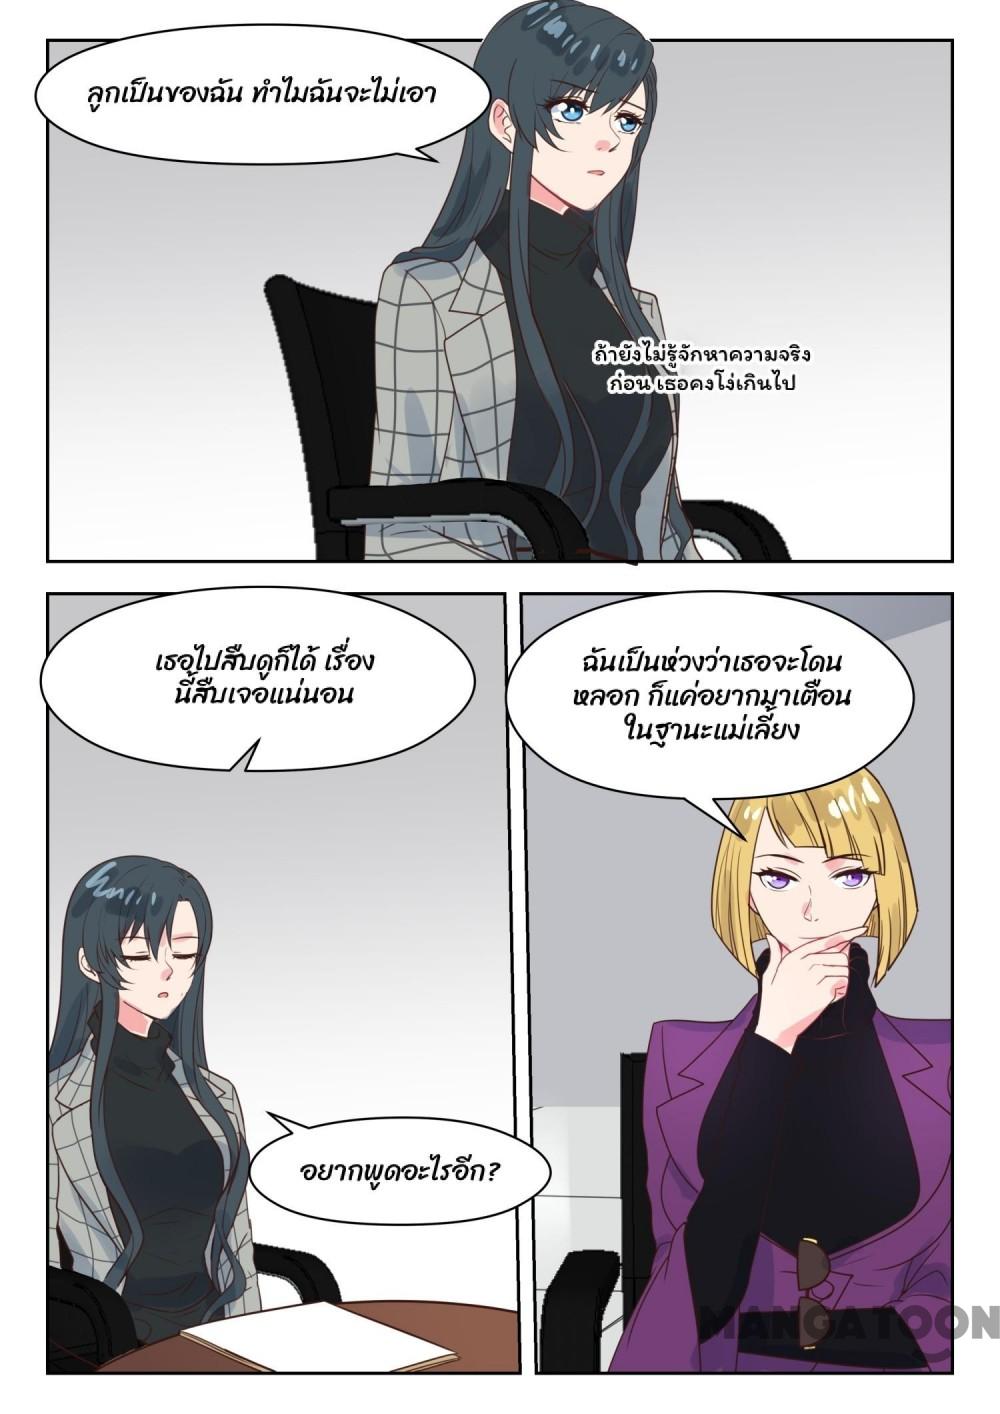 ลูกเป็นของฉัน ทำไมฉันจะไม่เอา
ถ้ายังไม่รู้จักหาความจริง
ก่อน เธอคงโง่เกินไป
เธอไปสืบดูก็ได้ เรื่อง
นี้สืบเจอแน่นอน
ฉันเป็นห่วงว่าเธอจะโดน
หลอก ก็แค่อยากมาเตือน
ในฐานะแม่เลี้ยง
อยากพูดอะไรอีก?
MANGATOON